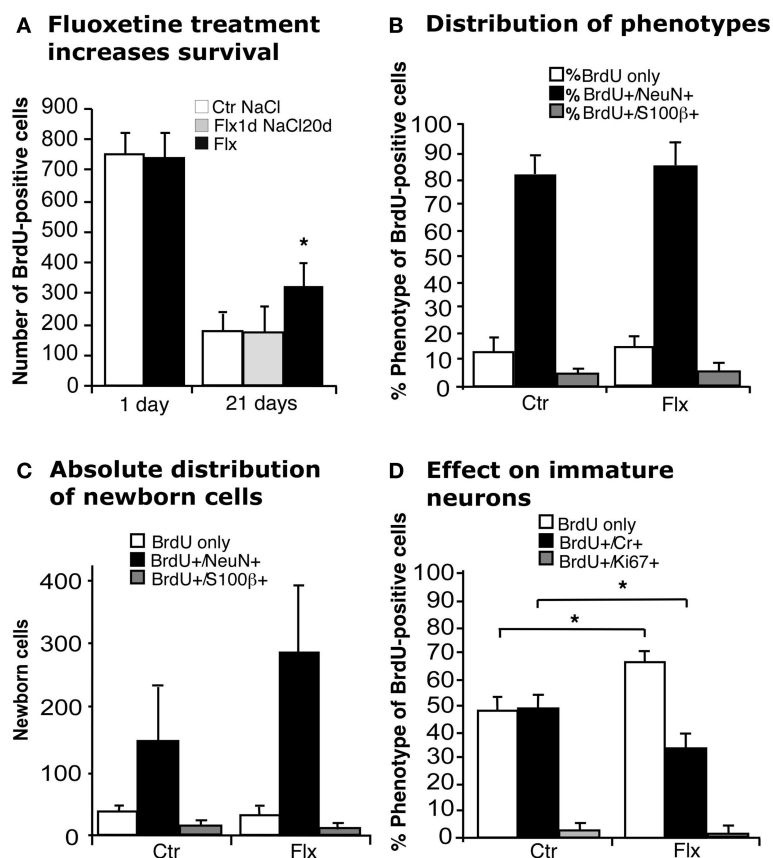 A Fluoxetine treatment
increases survival
Number of BrdU-positive cells
900
800
700
600
500
400
300
200
100
0
Ctr NaCl
Flx1d NaCl20d
Flx
*
1 day
21 days
B Distribution of phenotypes
% Phenotype of BrdU-positive cells
%BrdU only
%BrdU+/NeuN+
%BrdU+/S100β+
100
90
80
70
60
50
40
30
20
10
0
Ctr
Flx
C Absolute distribution
of newborn cells
Newborn cells
BrdU only
BrdU+/NeuN+
BrdU+/S100β+
400
300
200
100
0
Ctr
Flx
D Effect on immature
neurons
% Phenotype of BrdU-positive cells
BrdU only
BrdU+/Cr+
BrdU+/Ki67+
100
90
80
70
60
50
40
30
20
10
0
*
*
Ctr
Flx